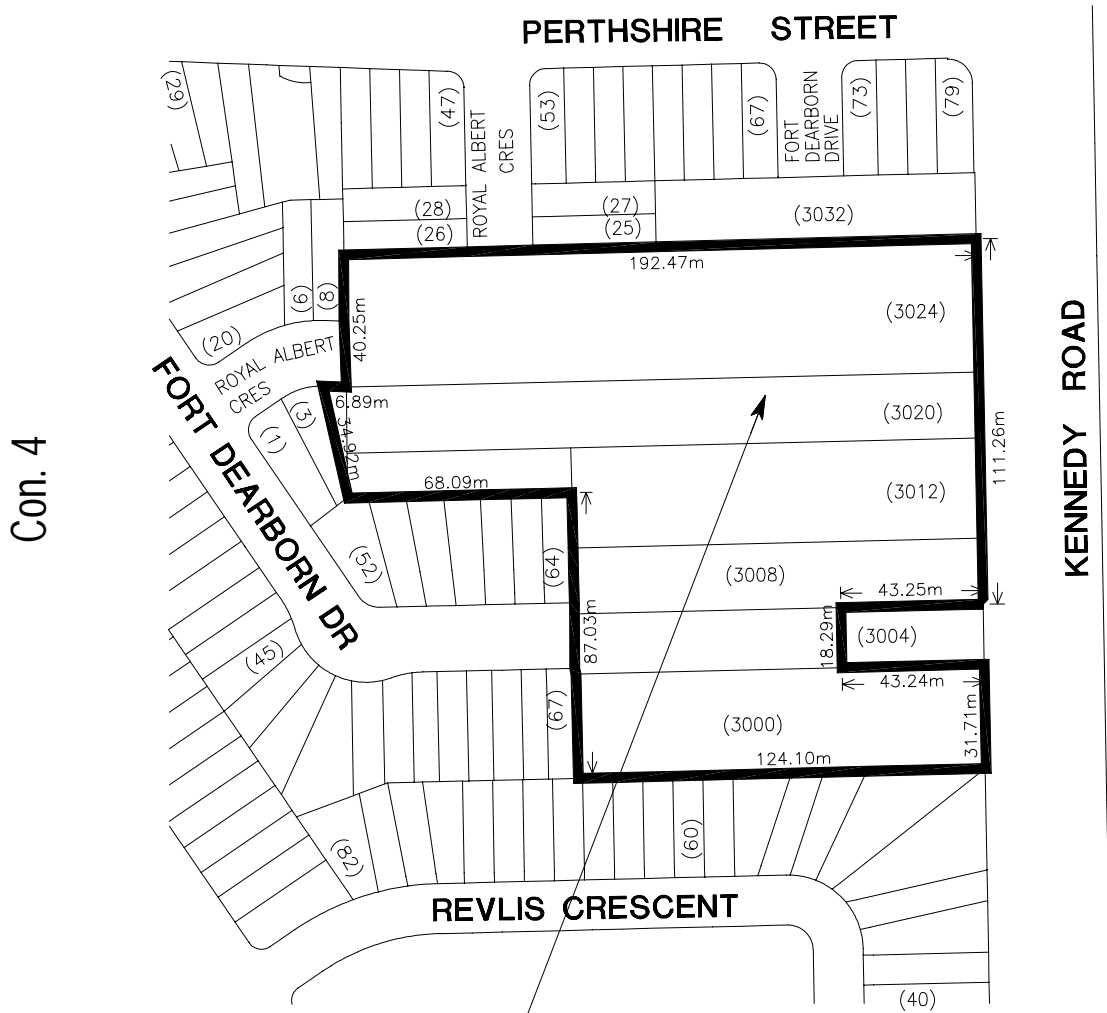 PERTHSHIRE STREET
(29)
(47)
ROYAL ALBERT
CRES
(53)
(67)
FORT
DEARBORN
DRIVE
(73)
(79)
(28)
(26)
(27)
(25)
(3032)
192.47m
(6)
(8)
40.25m
(3024)
(20)
ROYAL ALBERT
CRES
KENNEDY ROAD
FORT DEARBORN DR
6.89m
(3)
(1)
34.92m
(3020)
111.26m
Con. 4
68.09m
(3012)
(52)
(64)
(3008)
43.25m
87.03m
18.29m
(3004)
(45)
43.24m
(67)
(3000)
31.71m
124.10m
(82)
(60)
REVLIS CRESCENT
(40)